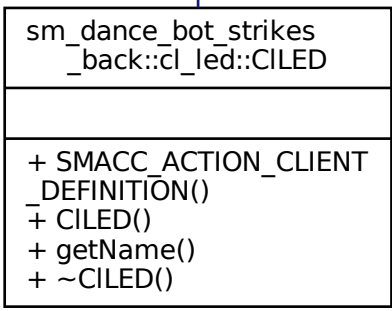 sm_dance_bot_strikes
_back::cl_led::ClLED
+ SMACC_ACTION_CLIENT
_DEFINITION()
+ ClLED()
+ getName()
+ ~ClLED()